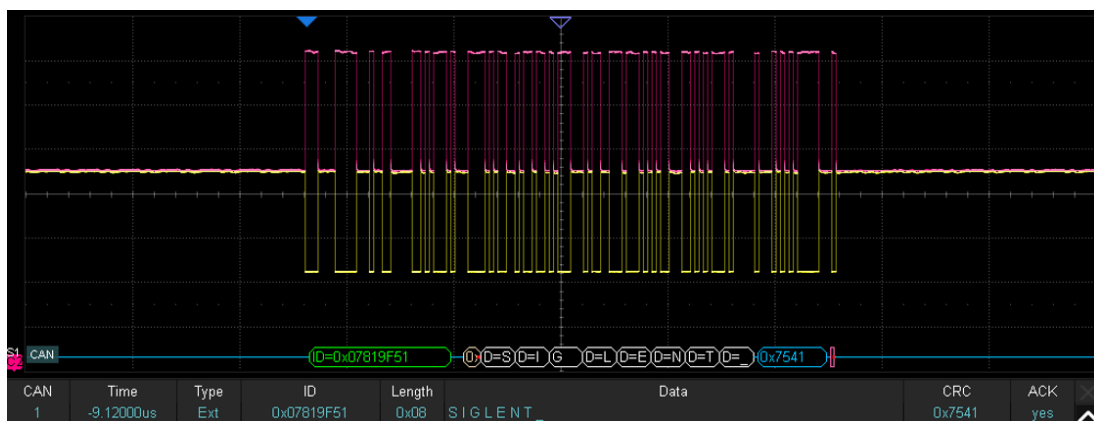 S1
CAN
ID=0x07819F51
D=S D=I G D=L D=E D=N D=T D=_
0x7541
CAN Time Type ID Length Data CRC ACK
1 -9.12000us Ext 0x07819F51 0x08 S I G L E N T _ 0x7541 yes